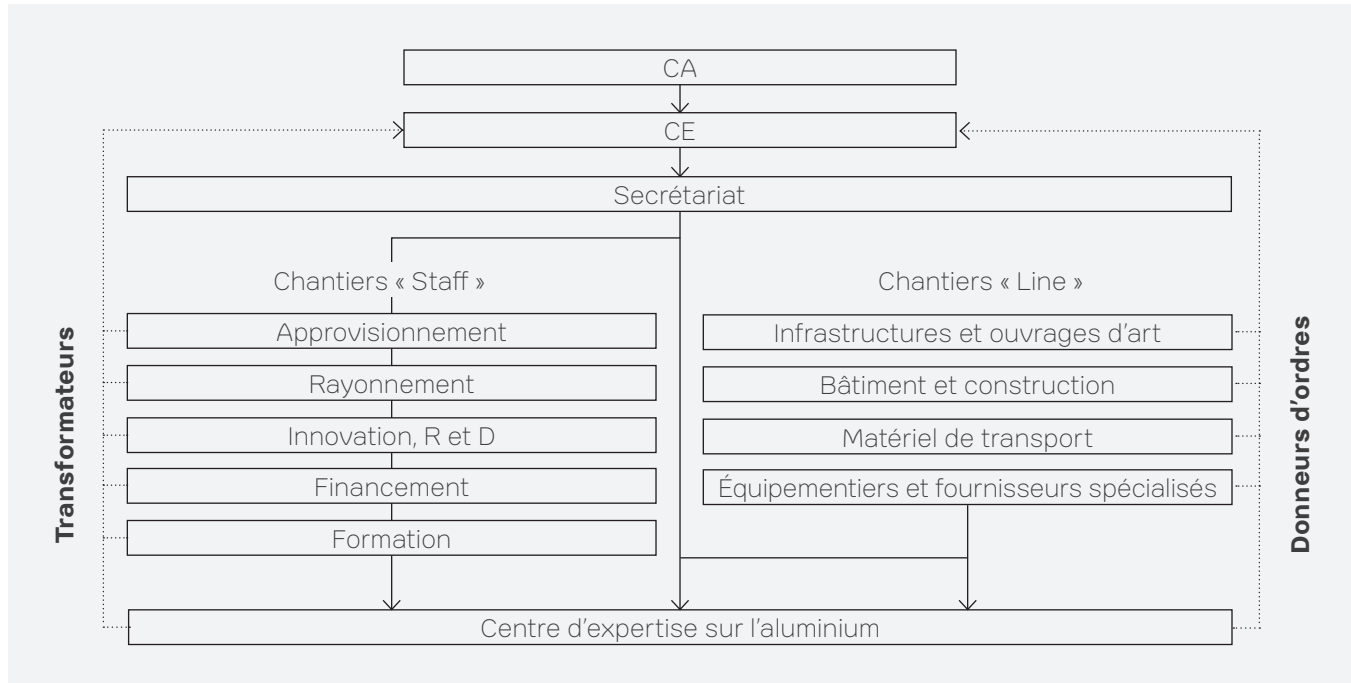 CA
CE
Secrétariat
Chantiers « Staff »
Approvisionnement
Rayonnement
Innovation, R et D
Financement
Formation
Chantiers « Line »
Infrastructures et ouvrages d’art
Bâtiment et construction
Matériel de transport
Équipementiers et fournisseurs spécialisés
Centre d’expertise sur l’aluminium
Transformateurs
Donneurs d’ordres